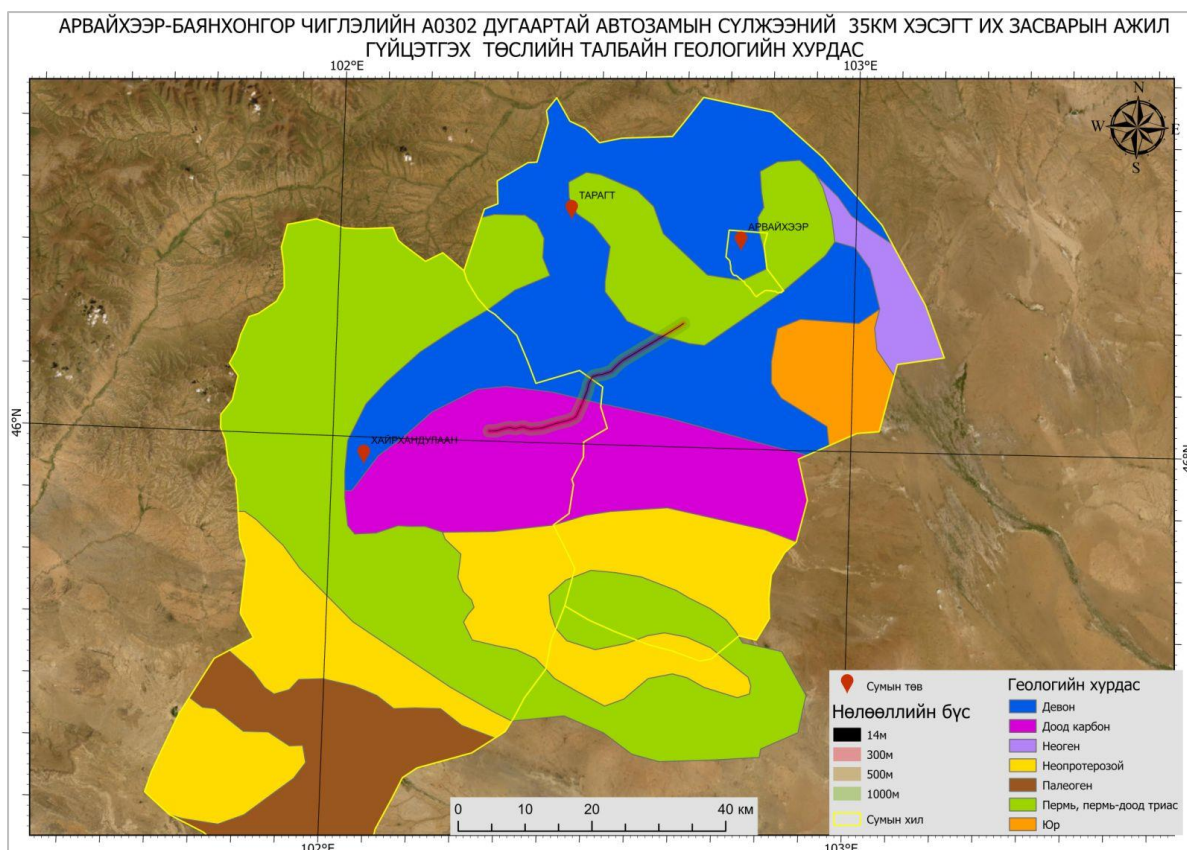 АРВАЙХЭЭР-БАЯНХОНГОР ЧИГЛЭЛИЙН А0302 ДУГААРТАЙ АВТОЗАМЫН СҮЛЖЭЭНИЙ 35КМ ХЭСЭГТ ИХ ЗАСВАРЫН АЖИЛ
ГҮЙЦЭТГЭХ ТӨСЛИЙН ТАЛБАЙН ГЕОЛОГИЙН ХУРДАС
102°E
103°E
N
W
E
S
ТАРАГТ
АРВАЙХЭЭР
46°N
ХАЙРХАНДУЛААН
46°N
Сумын төв
Нөлөөллийн бүс
14м
300м
500м
1000м
Сумын хил
Геологийн хурдас
Девон
Доод карбон
Неоген
Неопротерозой
Палеоген
Пермь, пермь-доод триас
Юр
0
10
20
40 км
102°E
103°E